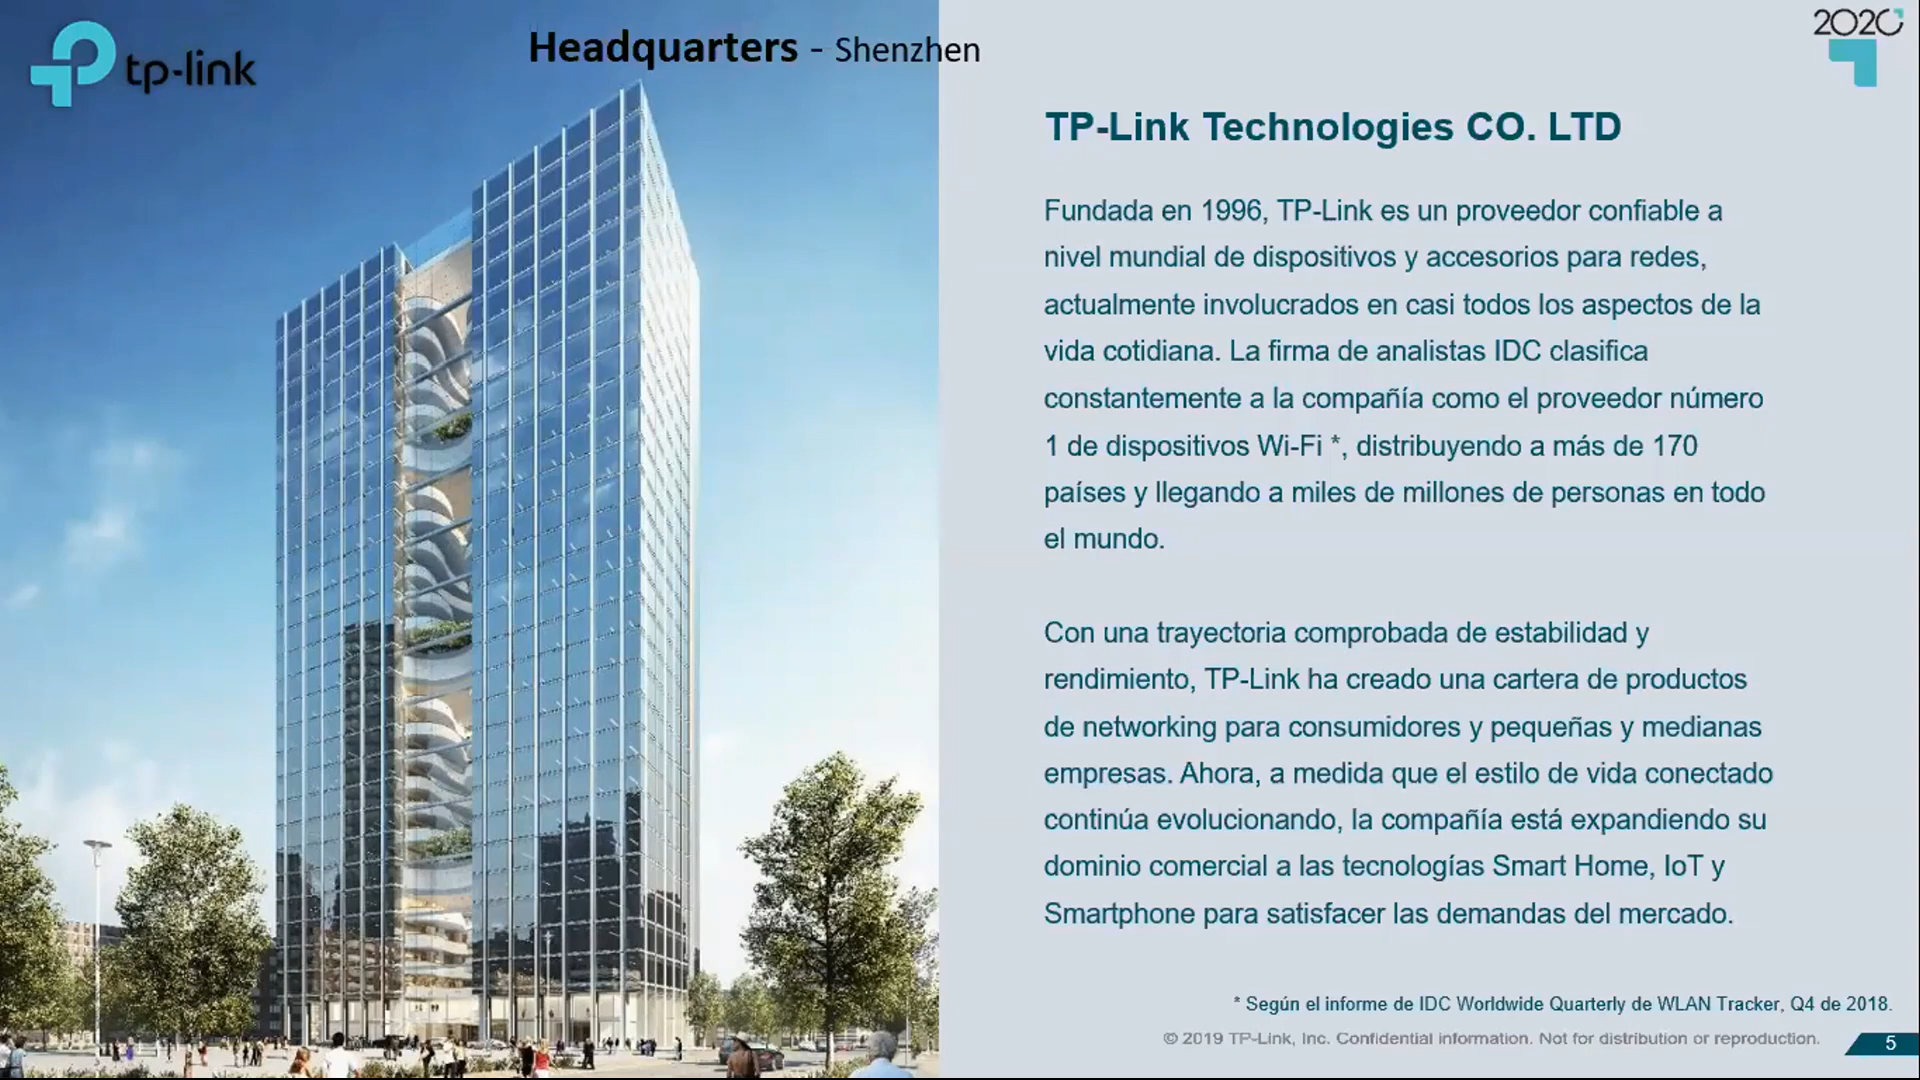 tp-link
Headquarters - Shenzhen
2020
TP-Link Technologies CO. LTD
Fundada en 1996, TP-Link es un proveedor confiable a
nivel mundial de dispositivos y accesorios para redes,
actualmente involucrados en casi todos los aspectos de la
vida cotidiana. La firma de analistas IDC clasifica
constantemente a la compañía como el proveedor número
1 de dispositivos Wi-Fi *, distribuyendo a más de 170
países y llegando a miles de millones de personas en todo
el mundo.
Con una trayectoria comprobada de estabilidad y
rendimiento, TP-Link ha creado una cartera de productos
de networking para consumidores y pequeñas y medianas
empresas. Ahora, a medida que el estilo de vida conectado
continúa evolucionando, la compañía está expandiendo su
dominio comercial a las tecnologías Smart Home, IoT y
Smartphone para satisfacer las demandas del mercado.
* Según el informe de IDC Worldwide Quarterly de WLAN Tracker, Q4 de 2018.
© 2019 TP-Link, Inc. Confidential information. Not for distribution or reproduction.
5